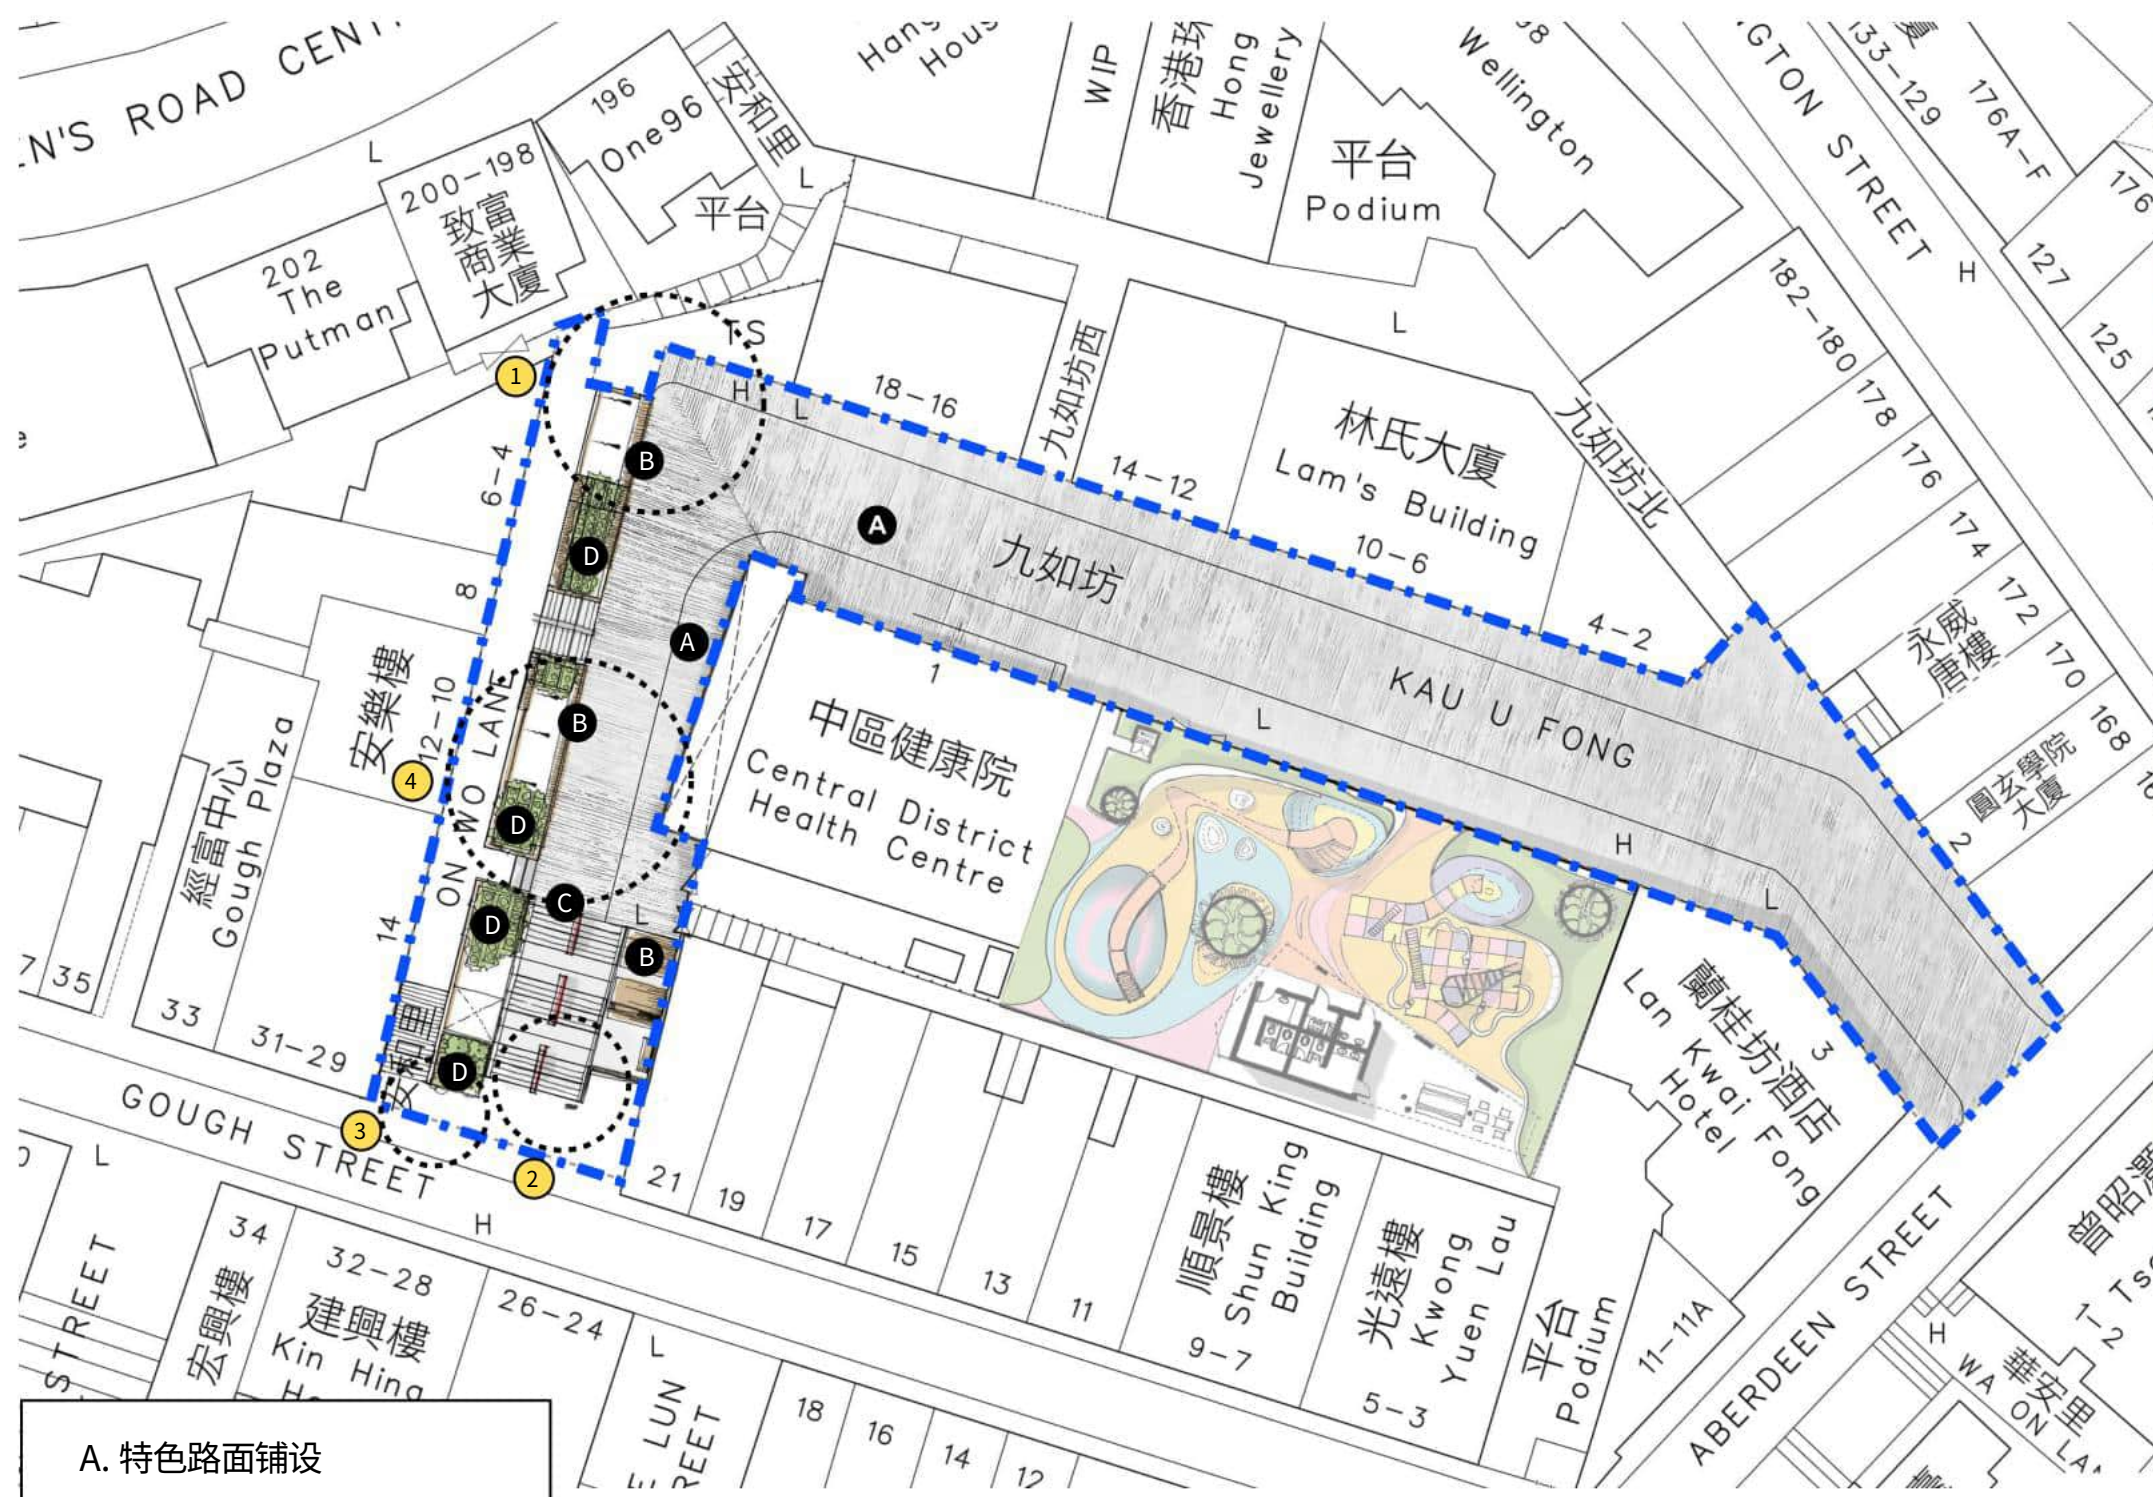 QUEEN'S ROAD CENTRAL
L
196
One96
安和里
L
平台
200-198
致富
商業
大廈
202
The
Putman
WIP
Hong
Jewellery
平台
Podium
Wellington
133-129
176A-F
176
127
125
STREET
H
TS
H
L
18-16
九如坊西
14-12
林氏大廈
Lam's Building
10-6
L
九如坊北
4-2
182-180
178
176
174
172
170
168
永威
唐樓
圓玄學院
大廈
2
1
6-4
B
D
A
A
九如坊
KAU U FONG
8
安樂樓
12-10
4
ON WO LANE
B
D
1
中區健康院
Central District
Health Centre
L
H
L
經富中心
Gough Plaza
14
D
C
L
B
35
33
31-29
D
3
2
GOUGH STREET
L
H
21
19
17
15
13
11
順景樓
Shun King
Building
9-7
光遠樓
Kwong
Yuen Lau
5-3
平台
Podium
蘭桂坊酒店
Lan Kwai Fong
Hotel
3
11-11A
ABERDEEN STREET
H
WA ON LA
華安里
1-2
STREET
34
宏興樓
32-28
建興樓
Kin Hing
26-24
L
LUN
18
16
14
12
A. 特色路面铺设